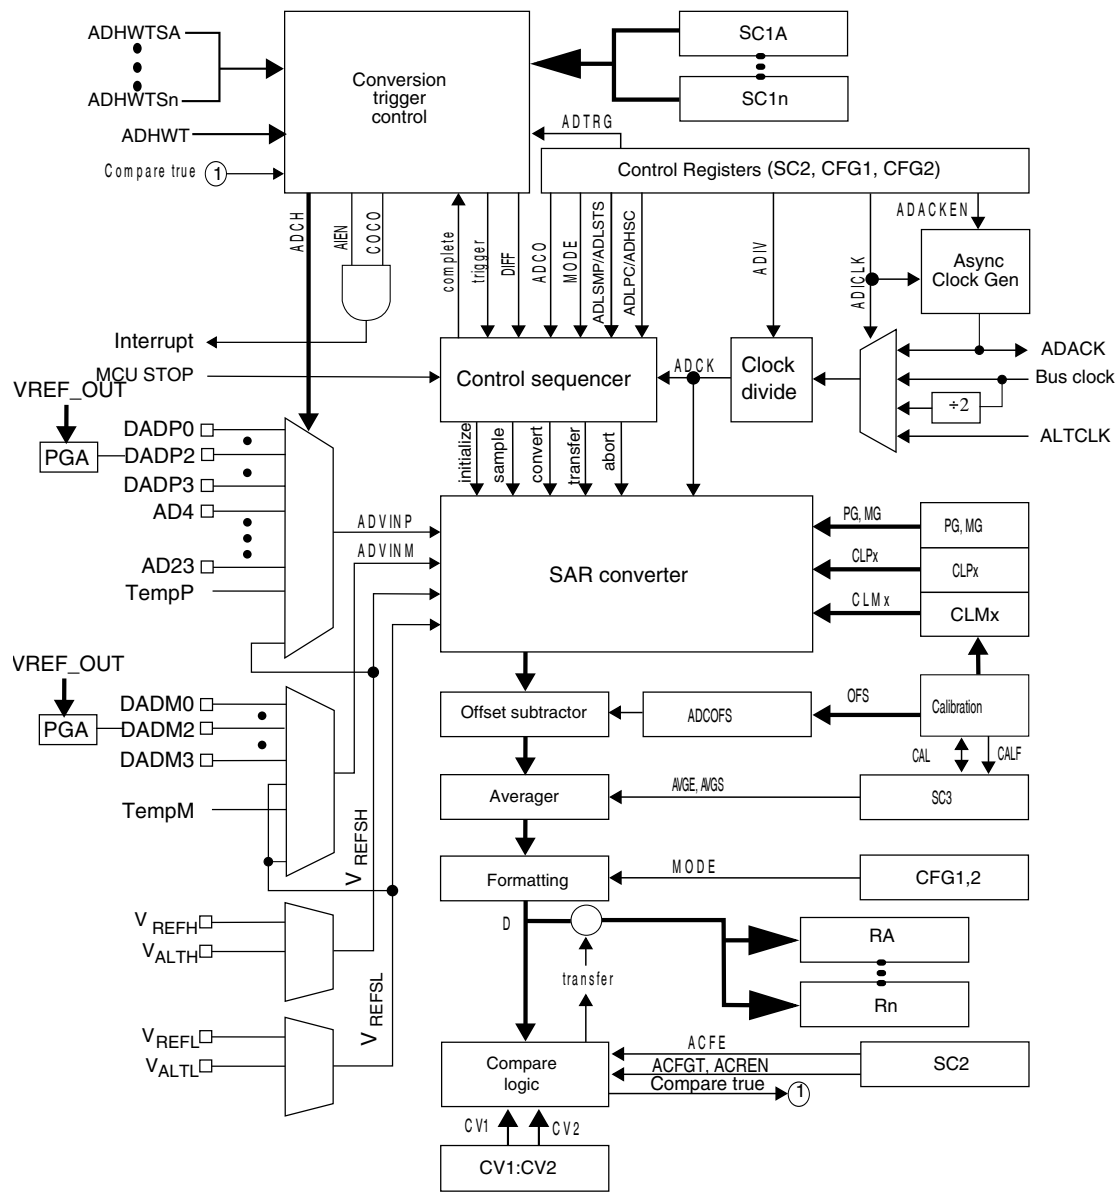 ADHWTSA
ADHWTSn
ADHWT
Compare true 1
Conversion
trigger
control
SC1A
SC1n
ADTRG
Control Registers (SC2, CFG1, CFG2)
ADACKEN
Async
Clock Gen
ADCH
AIEN
COCO
complete
trigger
DIFF
ADCO
MODE
ADLSMP/ADLSTS
ADLPC/ADHSC
ADIV
ADICLK
Interrupt
MCU STOP
Control sequencer
ADCK
Clock
divide
ADACK
Bus clock
÷2
ALTCLK
VREF_OUT
PGA
DADP0
DADP2
DADP3
AD4
AD23
TempP
initialize
sample
convert
transfer
abort
ADVINP
ADVINM
SAR converter
PG, MG
PG, MG
CLPx
CLPx
CLMx
CLMx
VREF_OUT
PGA
DADM0
DADM2
DADM3
TempM
Offset subtractor
ADCOFS
OFS
Calibration
CAL
CALF
Averager
AVGE, AVGS
SC3
Formatting
MODE
CFG1,2
V REFSH
V REFSL
V REFH
VALTH
VREFL
VALTL
D
transfer
RA
Rn
Compare
logic
ACFE
ACFGT, ACREN
Compare true
1
SC2
CV1
CV2
CV1:CV2